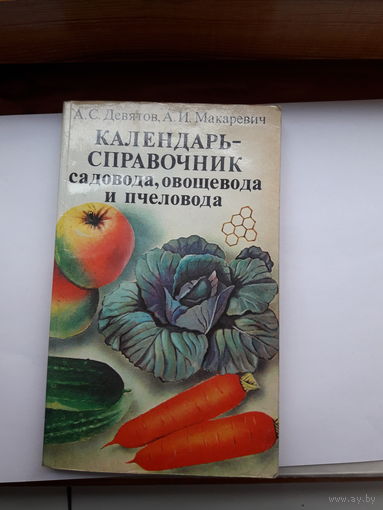 А. С. Девятов, А. И. Макаревич
КАЛЕНДАРЬ-
СПРАВОЧНИК
садовода, овощевода
и пчеловода
www.ay.by